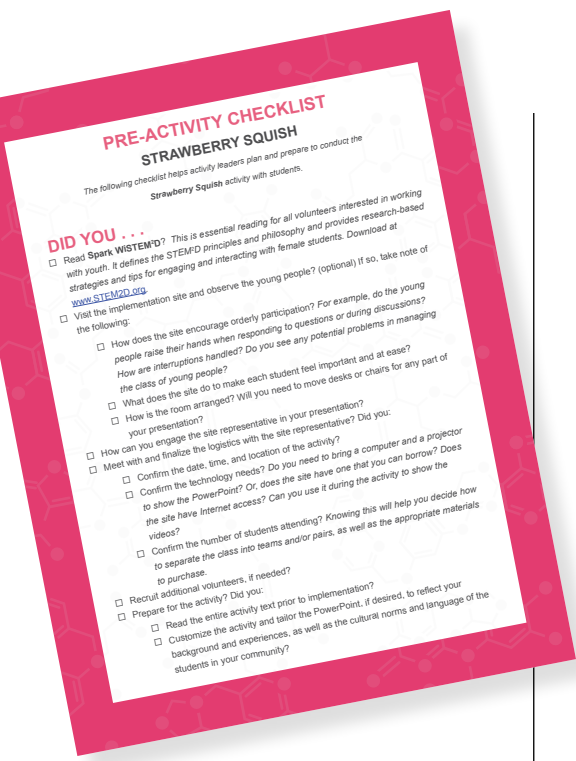 PRE-ACTIVITY CHECKLIST
STRAWBERRY SQUISH
The following checklist helps activity leaders plan and prepare to conduct the
Strawberry Squish activity with students.
DID YOU . . .
☐ Read Spark WiSTEM²D? This is essential reading for all volunteers interested in working
with youth. It defines the STEM²D principles and philosophy and provides research-based
strategies and tips for engaging and interacting with female students. Download at
www.STEM2D.org.
☐ Visit the implementation site and observe the young people? (optional) If so, take note of
the following:
☐ How does the site encourage orderly participation? For example, do the young
people raise their hands when responding to questions or during discussions?
How are interruptions handled? Do you see any potential problems in managing
the class of young people?
☐ What does the site do to make each student feel important and at ease?
☐ How is the room arranged? Will you need to move desks or chairs for any part of
your presentation?
☐ How can you engage the site representative in your presentation?
☐ Meet with and finalize the logistics with the site representative? Did you:
☐ Confirm the date, time, and location of the activity?
☐ Confirm the technology needs? Do you need to bring a computer and a projector
to show the PowerPoint? Or, does the site have one that you can borrow? Does
the site have Internet access? Can you use it during the activity to show the
videos?
☐ Confirm the number of students attending? Knowing this will help you decide how
to separate the class into teams and/or pairs, as well as the appropriate materials
to purchase.
☐ Recruit additional volunteers, if needed?
☐ Prepare for the activity? Did you:
☐ Read the entire activity text prior to implementation?
☐ Customize the activity and tailor the PowerPoint, if desired, to reflect your
background and experiences, as well as the cultural norms and language of the
students in your community?